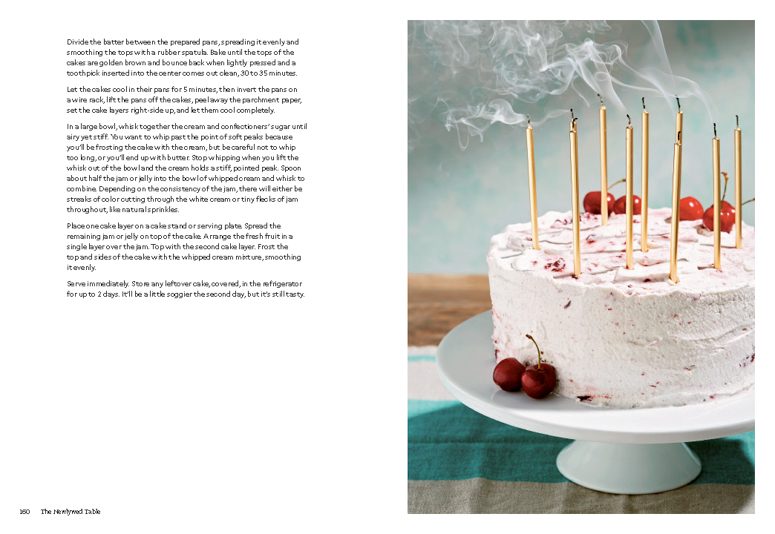 Divide the batter between the prepared pans, spreading it evenly and
smoothing the tops with a rubber spatula. Bake until the tops of the
cakes are golden brown and bounce back when lightly pressed and a
toothpick inserted into the center comes out clean, 30 to 35 minutes.
Let the cakes cool in their pans for 5 minutes, then invert the pans on
a wire rack, lift the pans off the cakes, peel away the parchment paper,
set the cake layers right-side up, and let them cool completely.
In a large bowl, whisk together the cream and confectioners' sugar until
airy yet stiff. You want to whip past the point of soft peaks because
you'll be frosting the cake with the cream, but be careful not to whip
too long, or you'll end up with butter. Stop whipping when you lift the
whisk out of the bowl and the cream holds a stiff, pointed peak. Spoon
about half the jam or jelly into the bowl of whipped cream and whisk to
combine. Depending on the consistency of the jam, there will either be
streaks of color cutting through the white cream or tiny flecks of jam
throughout, like natural sprinkles.
Place one cake layer on a cake stand or serving plate. Spread the
remaining jam or jelly on top of the cake. Arrange the fresh fruit in a
single layer over the jam. Top with the second cake layer. Frost the
top and sides of the cake with the whipped cream mixture, smoothing
it evenly.
Serve immediately. Store any leftover cake, covered, in the refrigerator
for up to 2 days. It'll be a little soggier the second day, but it's still tasty.
160 The Newlywed Table